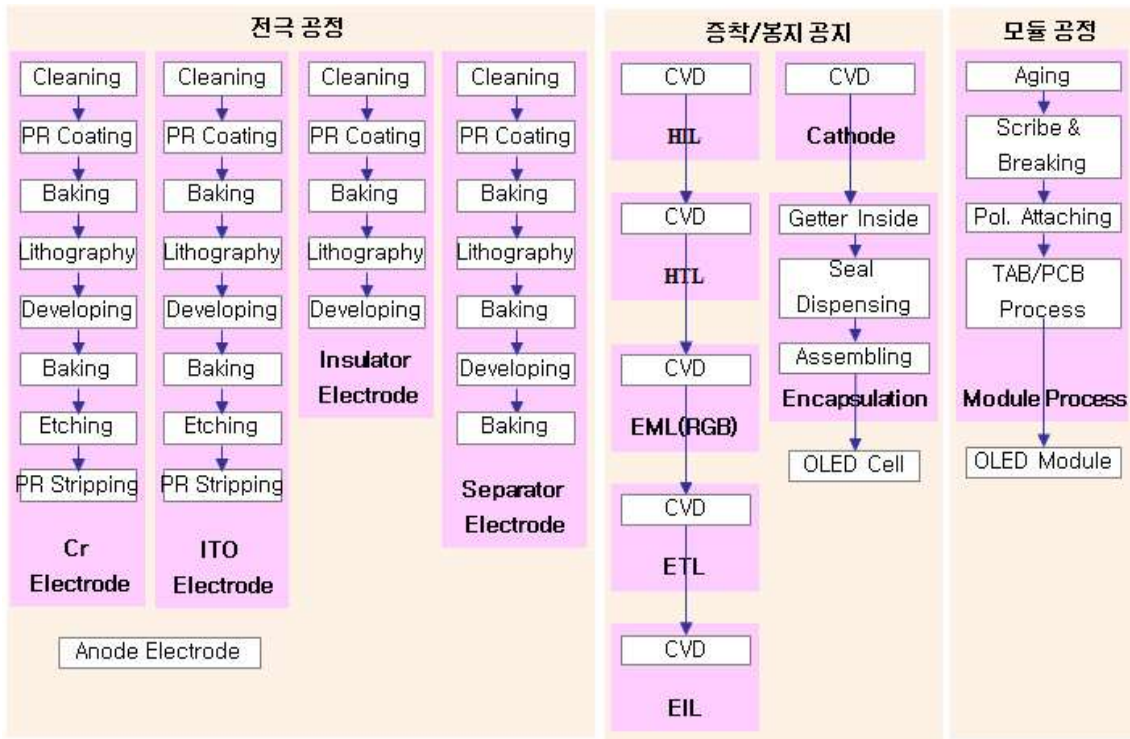 전극 공정
Cleaning
PR Coating
Baking
Lithography
Developing
Baking
Etching
PR Stripping
Cr
Electrode
Cleaning
PR Coating
Baking
Lithography
Developing
Baking
Etching
PR Stripping
ITO
Electrode
Anode Electrode
Cleaning
PR Coating
Baking
Lithography
Developing
Insulator
Electrode
Cleaning
PR Coating
Baking
Lithography
Baking
Developing
Baking
Separator
Electrode
증착/봉지 공지
CVD
HIL
CVD
HTL
CVD
EML(RGB)
CVD
ETL
CVD
EIL
CVD
Cathode
Getter Inside
Seal
Dispensing
Assembling
Encapsulation
OLED Cell
모듈 공정
Aging
Scribe &
Breaking
Pol. Attaching
TAB/PCB
Process
Module Process
OLED Module